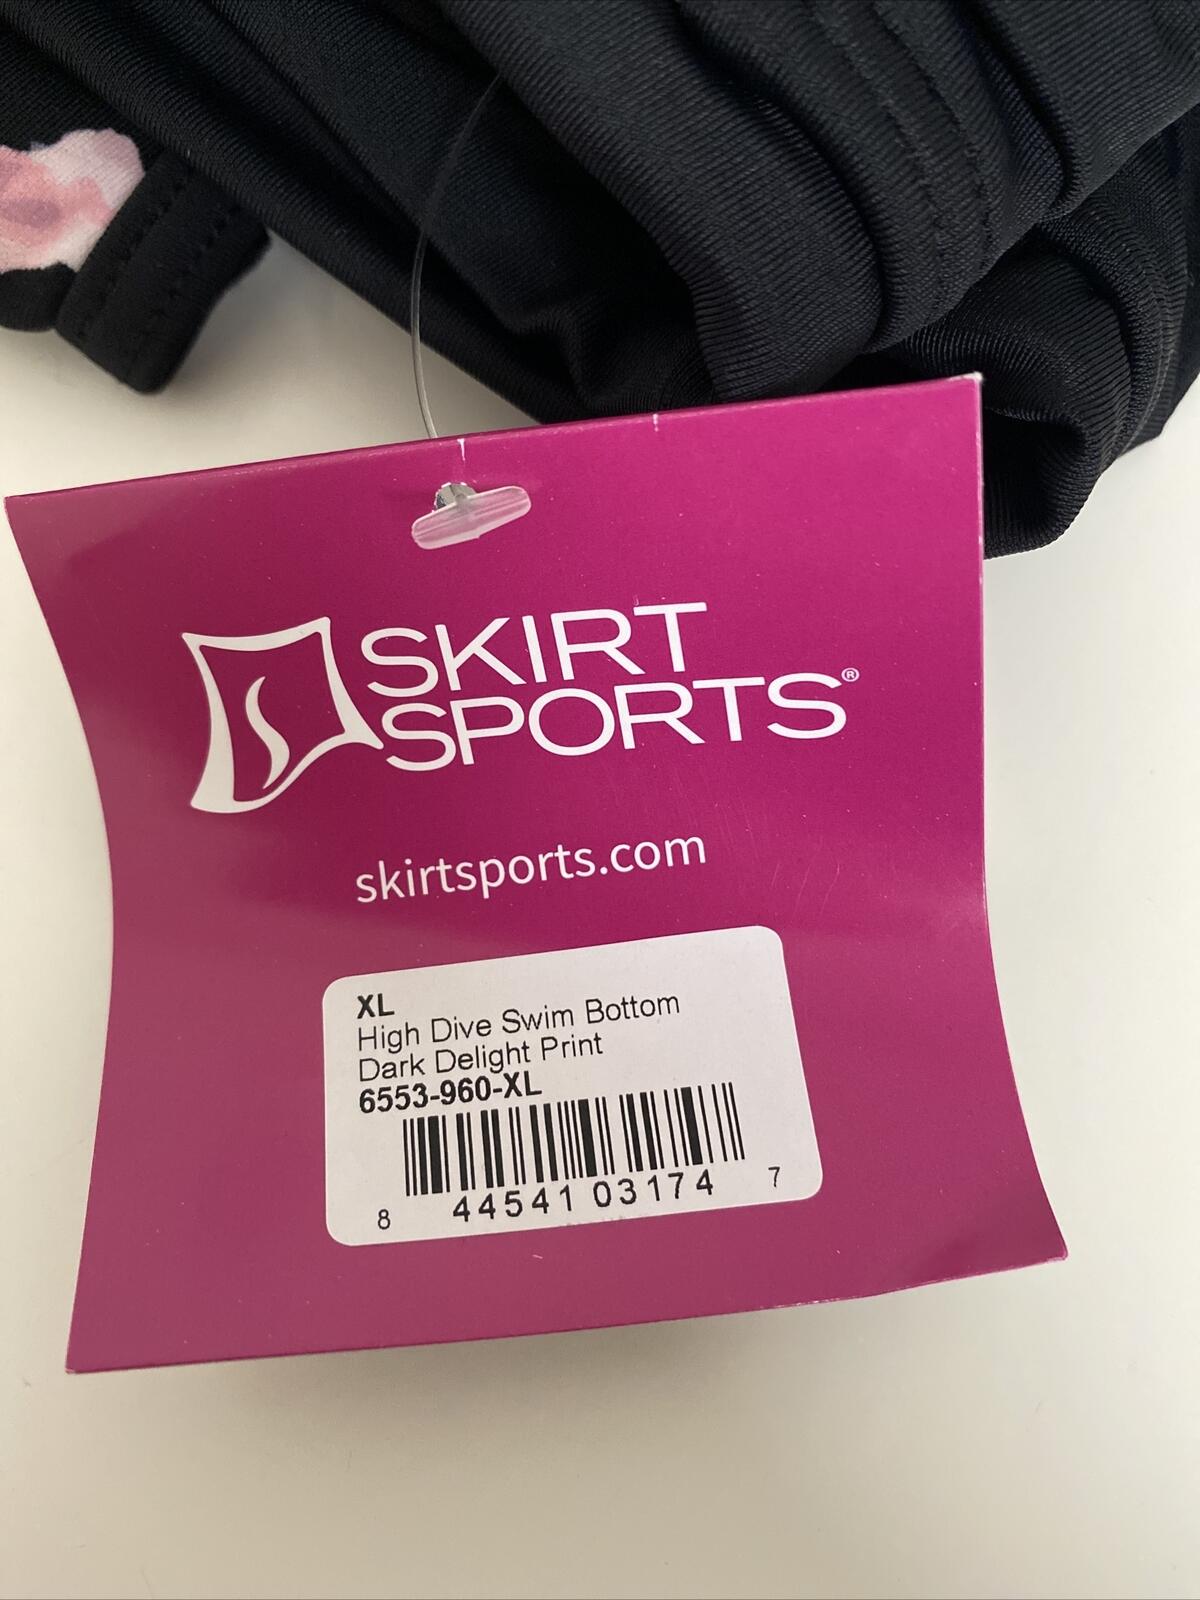 SKIRT
SPORTS®
skirtsports.com
XL
High Dive Swim Bottom
Dark Delight Print
6553-960-XL
8 44541 03174 7